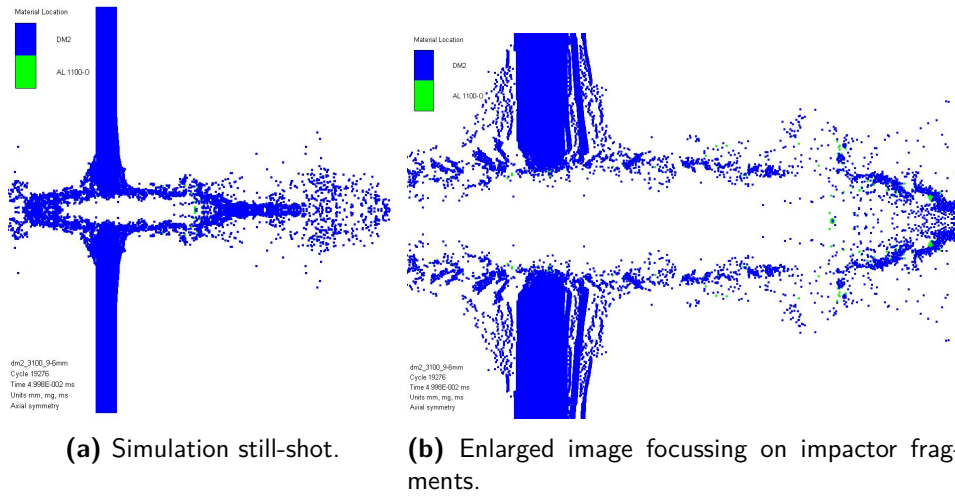 Material Location
DM2
AL 1100-O
dm2_3100_9-6mm
Cycle 19276
Time 4.998E-002 ms
Units mm, mg, ms
Axial symmetry
(a) Simulation still-shot.
Material Location
DM2
AL 1100-O
dm2_3100_9-6mm
Cycle 19276
Time 4.998E-002 ms
Units mm, mg, ms
Axial symmetry
(b) Enlarged image focussing on impactor frag-
ments.